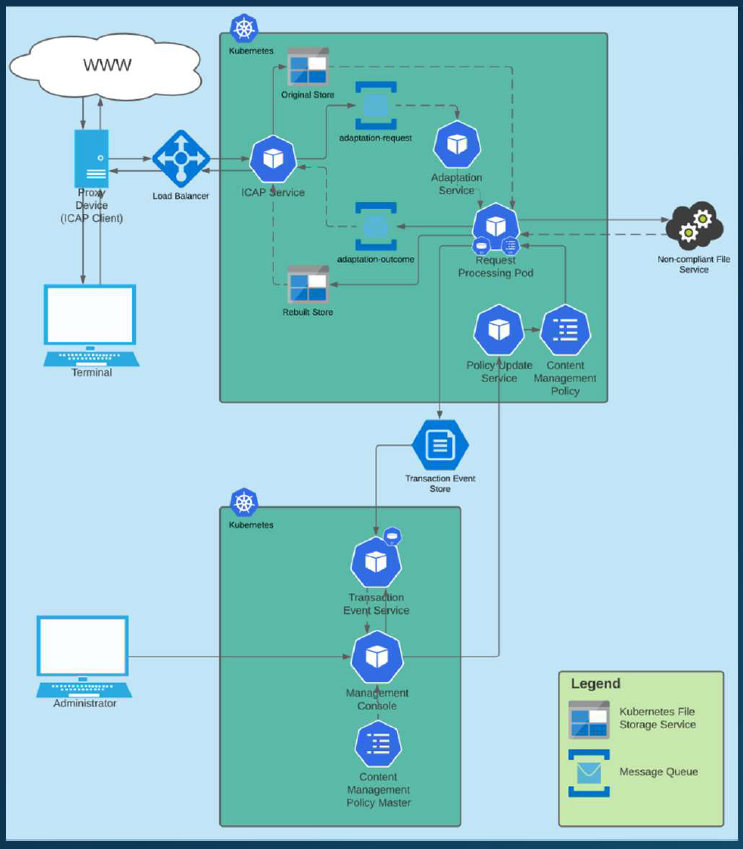 Kubernetes
WWW
Original Store
adaptation-request
Proxy
Device
(ICAP Client)
Load Balancer
ICAP Service
Adaptation
Service
adaptation-outcome
Request
Processing Pod
Non-compliant File
Service
Rebuilt Store
Terminal
Policy Update
Service
Content
Management
Policy
Transaction Event
Store
Kubernetes
Transaction
Event Service
Administrator
Management
Console
Content
Management
Policy Master
Legend
Kubernetes File
Storage Service
Message Queue